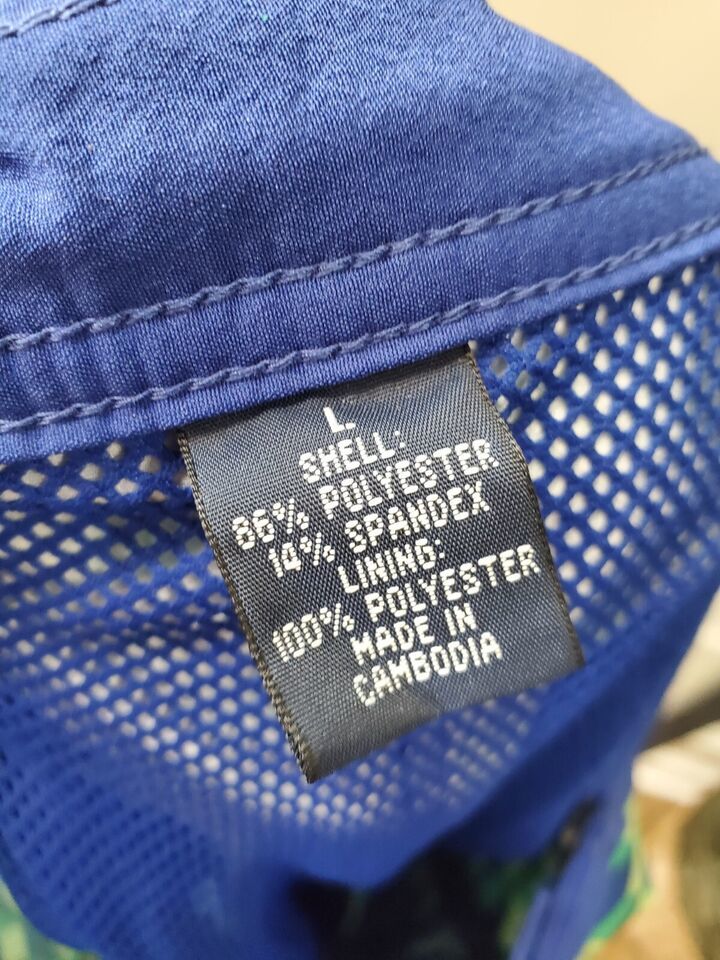 L
SHELL:
86% POLYESTER
14% SPANDEX
LINING:
100% POLYESTER
MADE IN
CAMBODIA